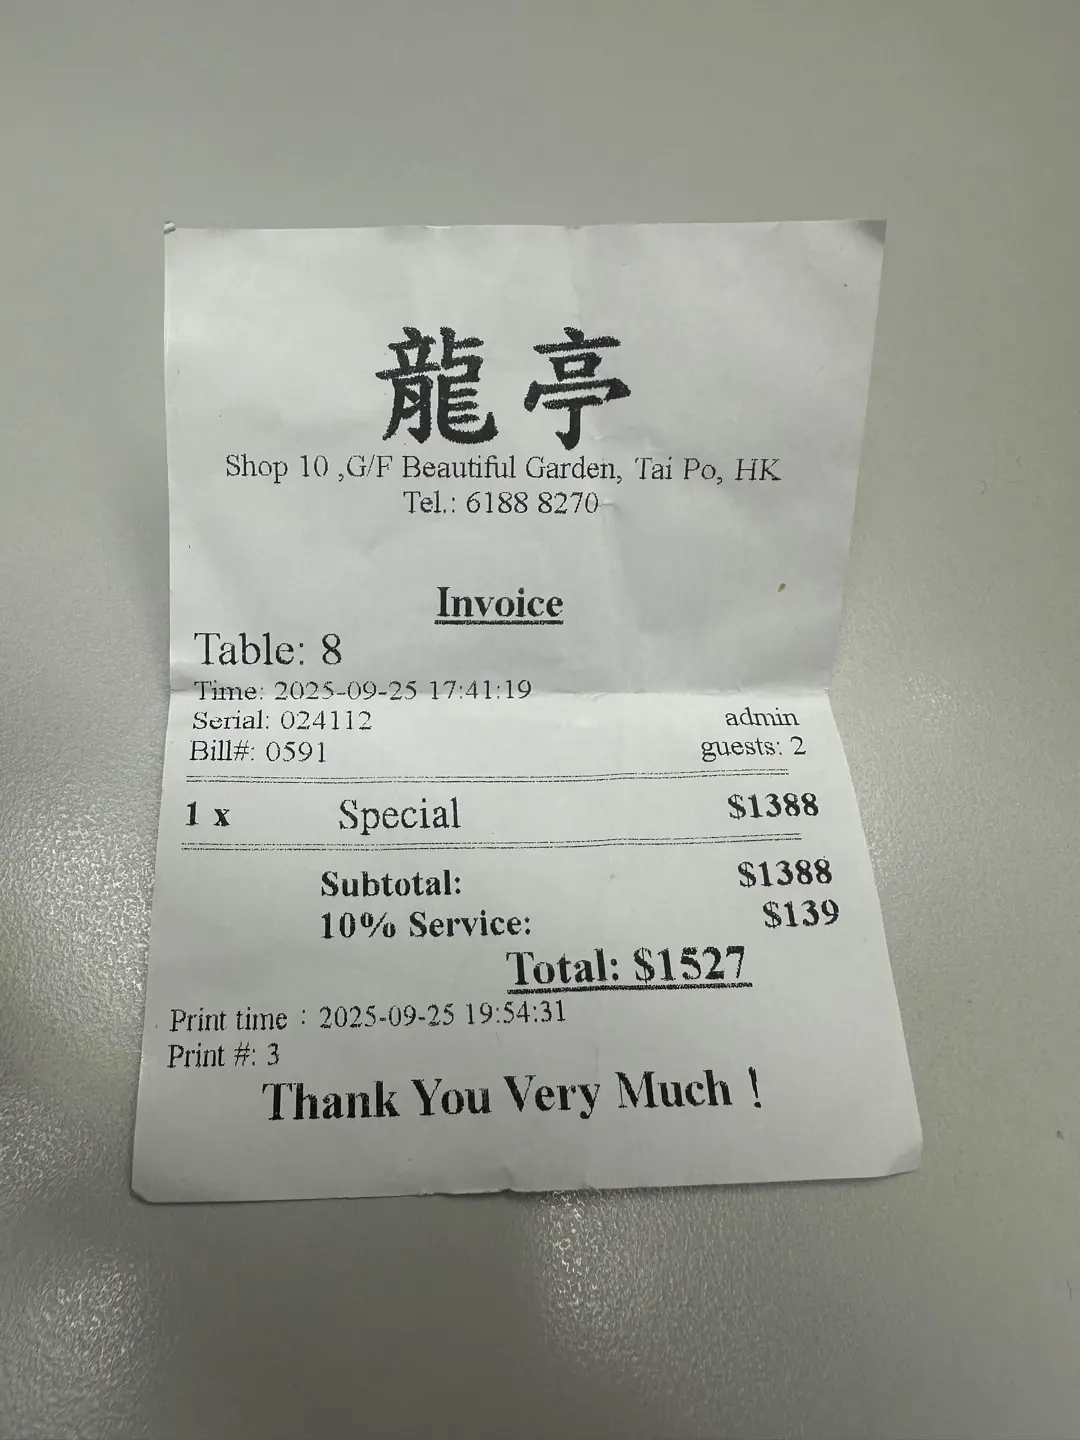 龍亭
Shop 10 ,G/F Beautiful Garden, Tai Po, HK
Tel.: 6188 8270
Invoice
Table: 8
Time: 2025-09-25 17:41:19
Serial: 024112 admin
Bill#: 0591 guests: 2
1 x Special $1388
Subtotal: $1388
10% Service: $139
Total: $1527
Print time : 2025-09-25 19:54:31
Print #: 3
Thank You Very Much !